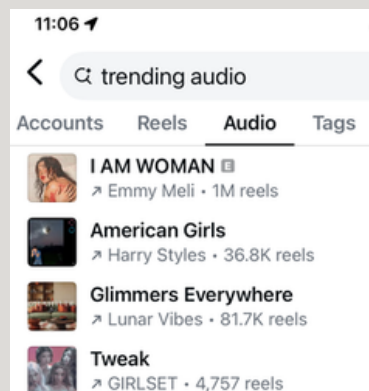 11:06
trending audio
Accounts Reels Audio Tags
I AM WOMAN E
Emmy Meli • 1M reels
American Girls
Harry Styles • 36.8K reels
Glimmers Everywhere
Lunar Vibes • 81.7K reels
Tweak
GIRLSET • 4,757 reels